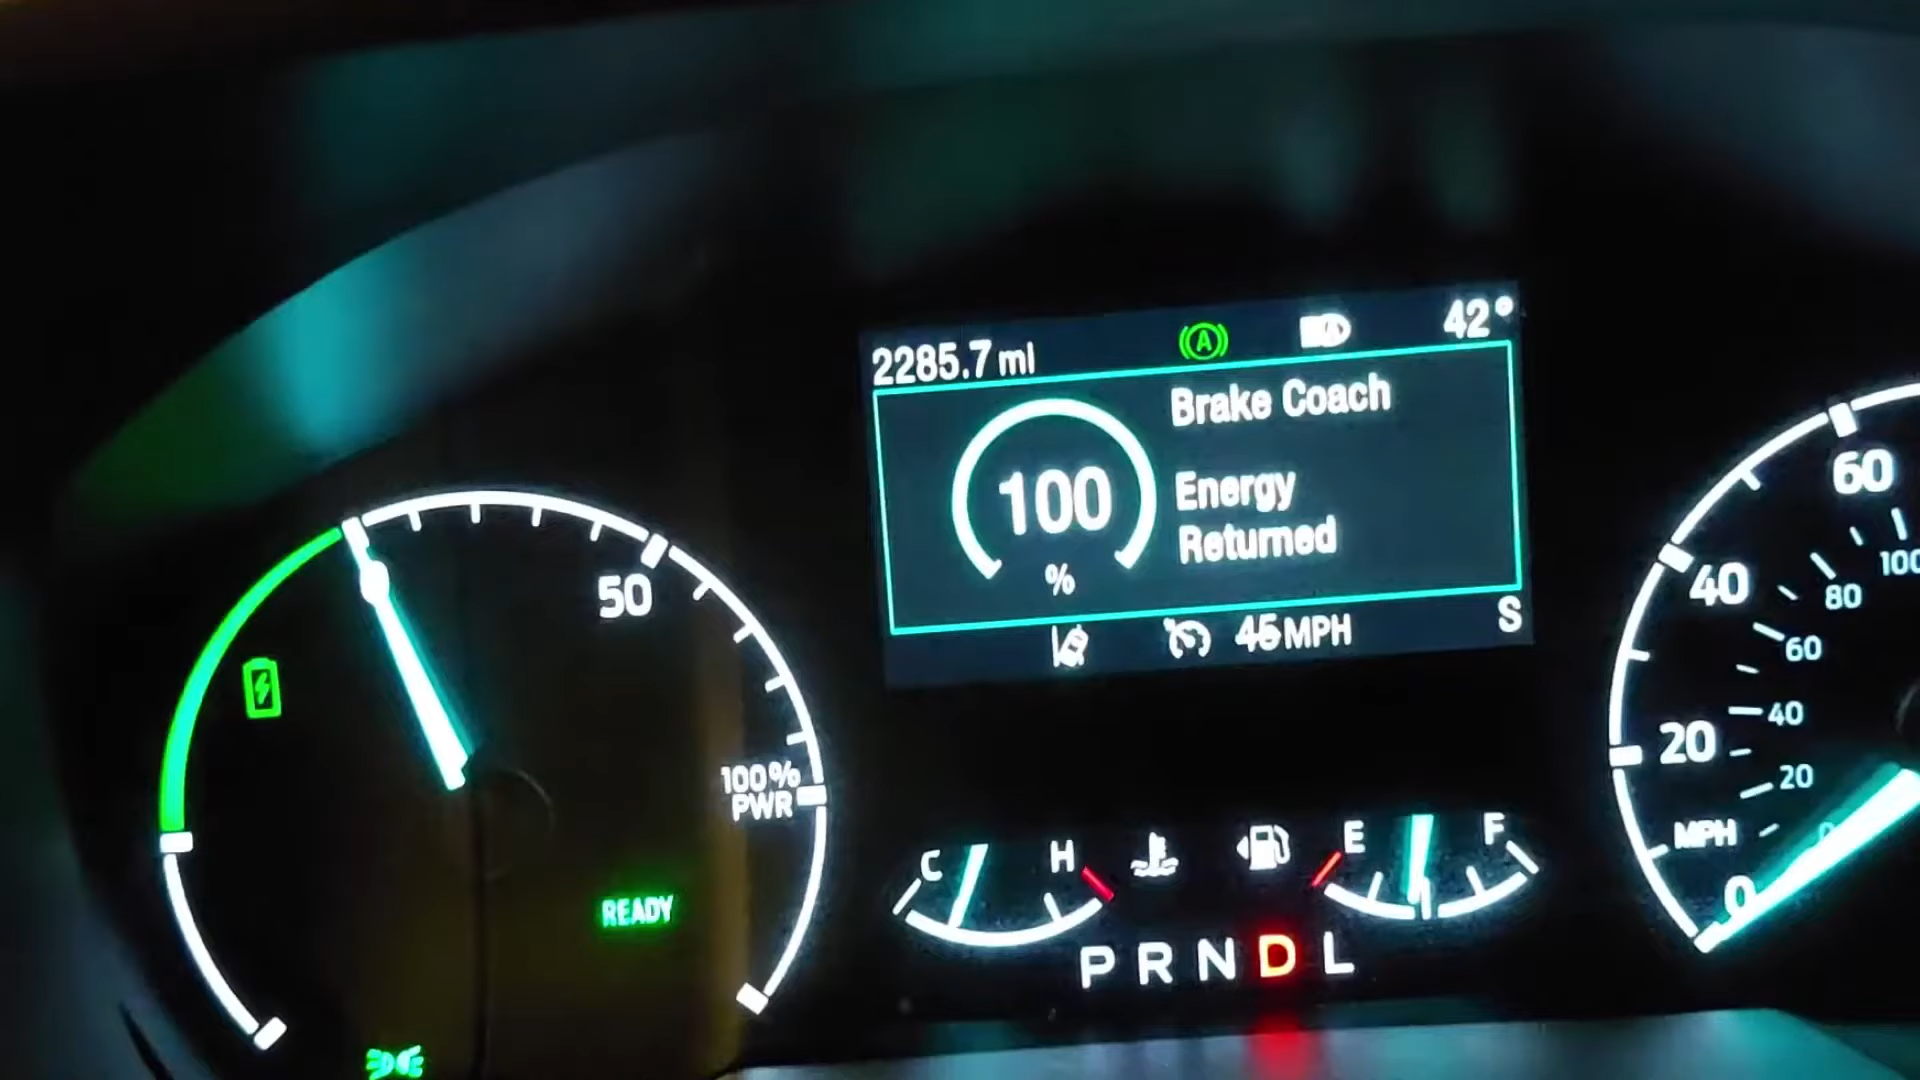 2285.7 mi
42°
Brake Coach
100
%
Energy
Returned
45 MPH
S
50
100%
PWR
READY
C
H
E
F
P R N D L
60
40
20
0
MPH
100
80
60
40
20